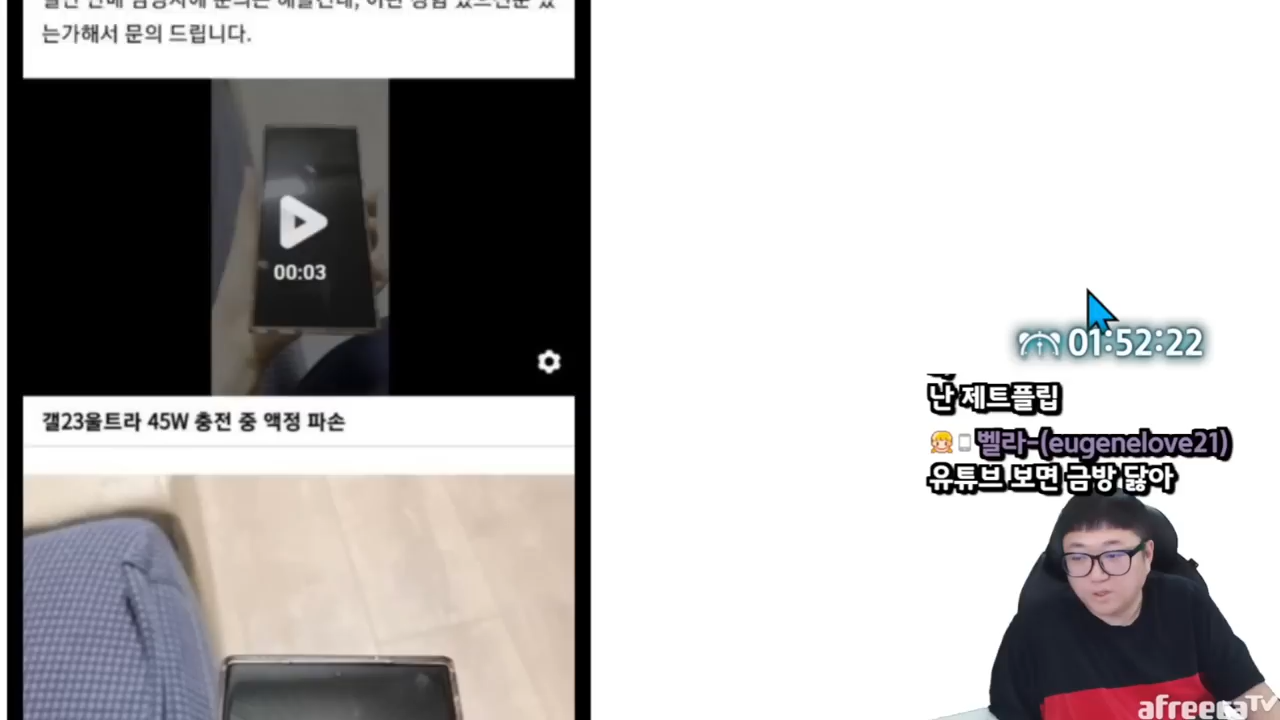 는가해서 문의 드립니다.
00:03
갤23울트라 45W 충전 중 액정 파손
01:52:22
난 제트플립
벨라-(eugenelove21)
유튜브 보면 금방 닳아
afreecaTV